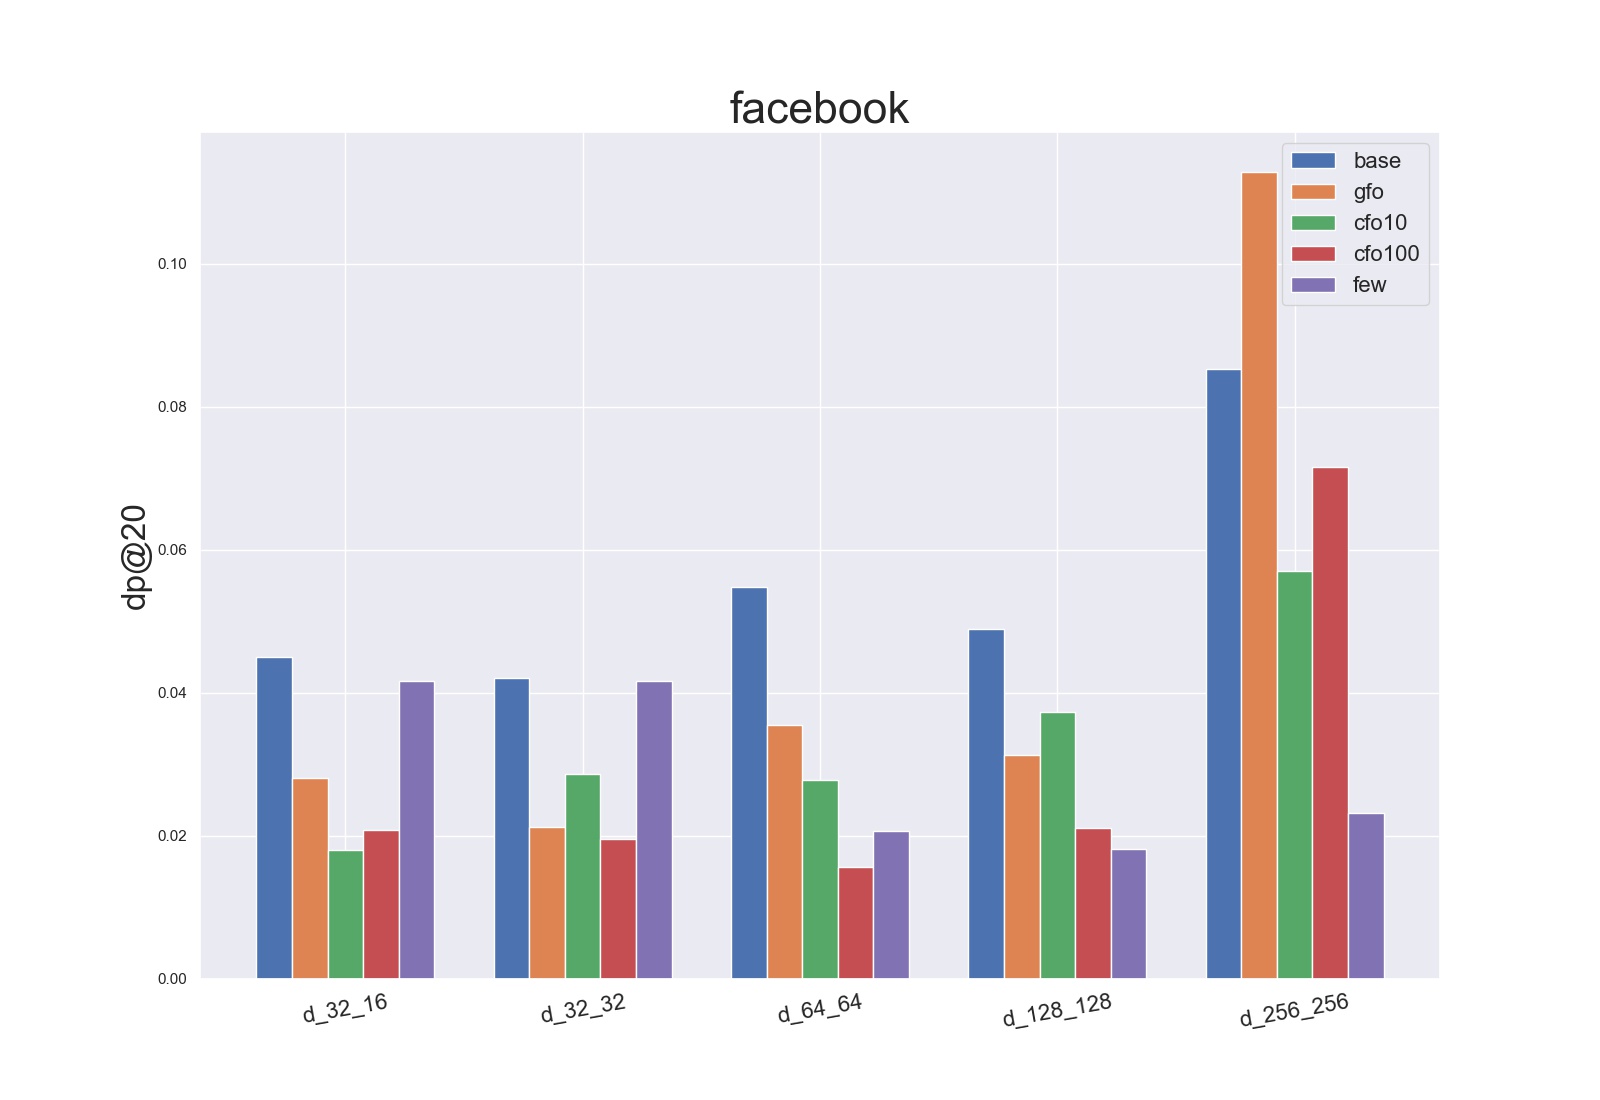 facebook
dp@20
0.10
0.08
0.06
0.04
0.02
0.00
d_32_16
d_32_32
d_64_64
d_128_128
d_256_256
base
gfo
cfo10
cfo100
few